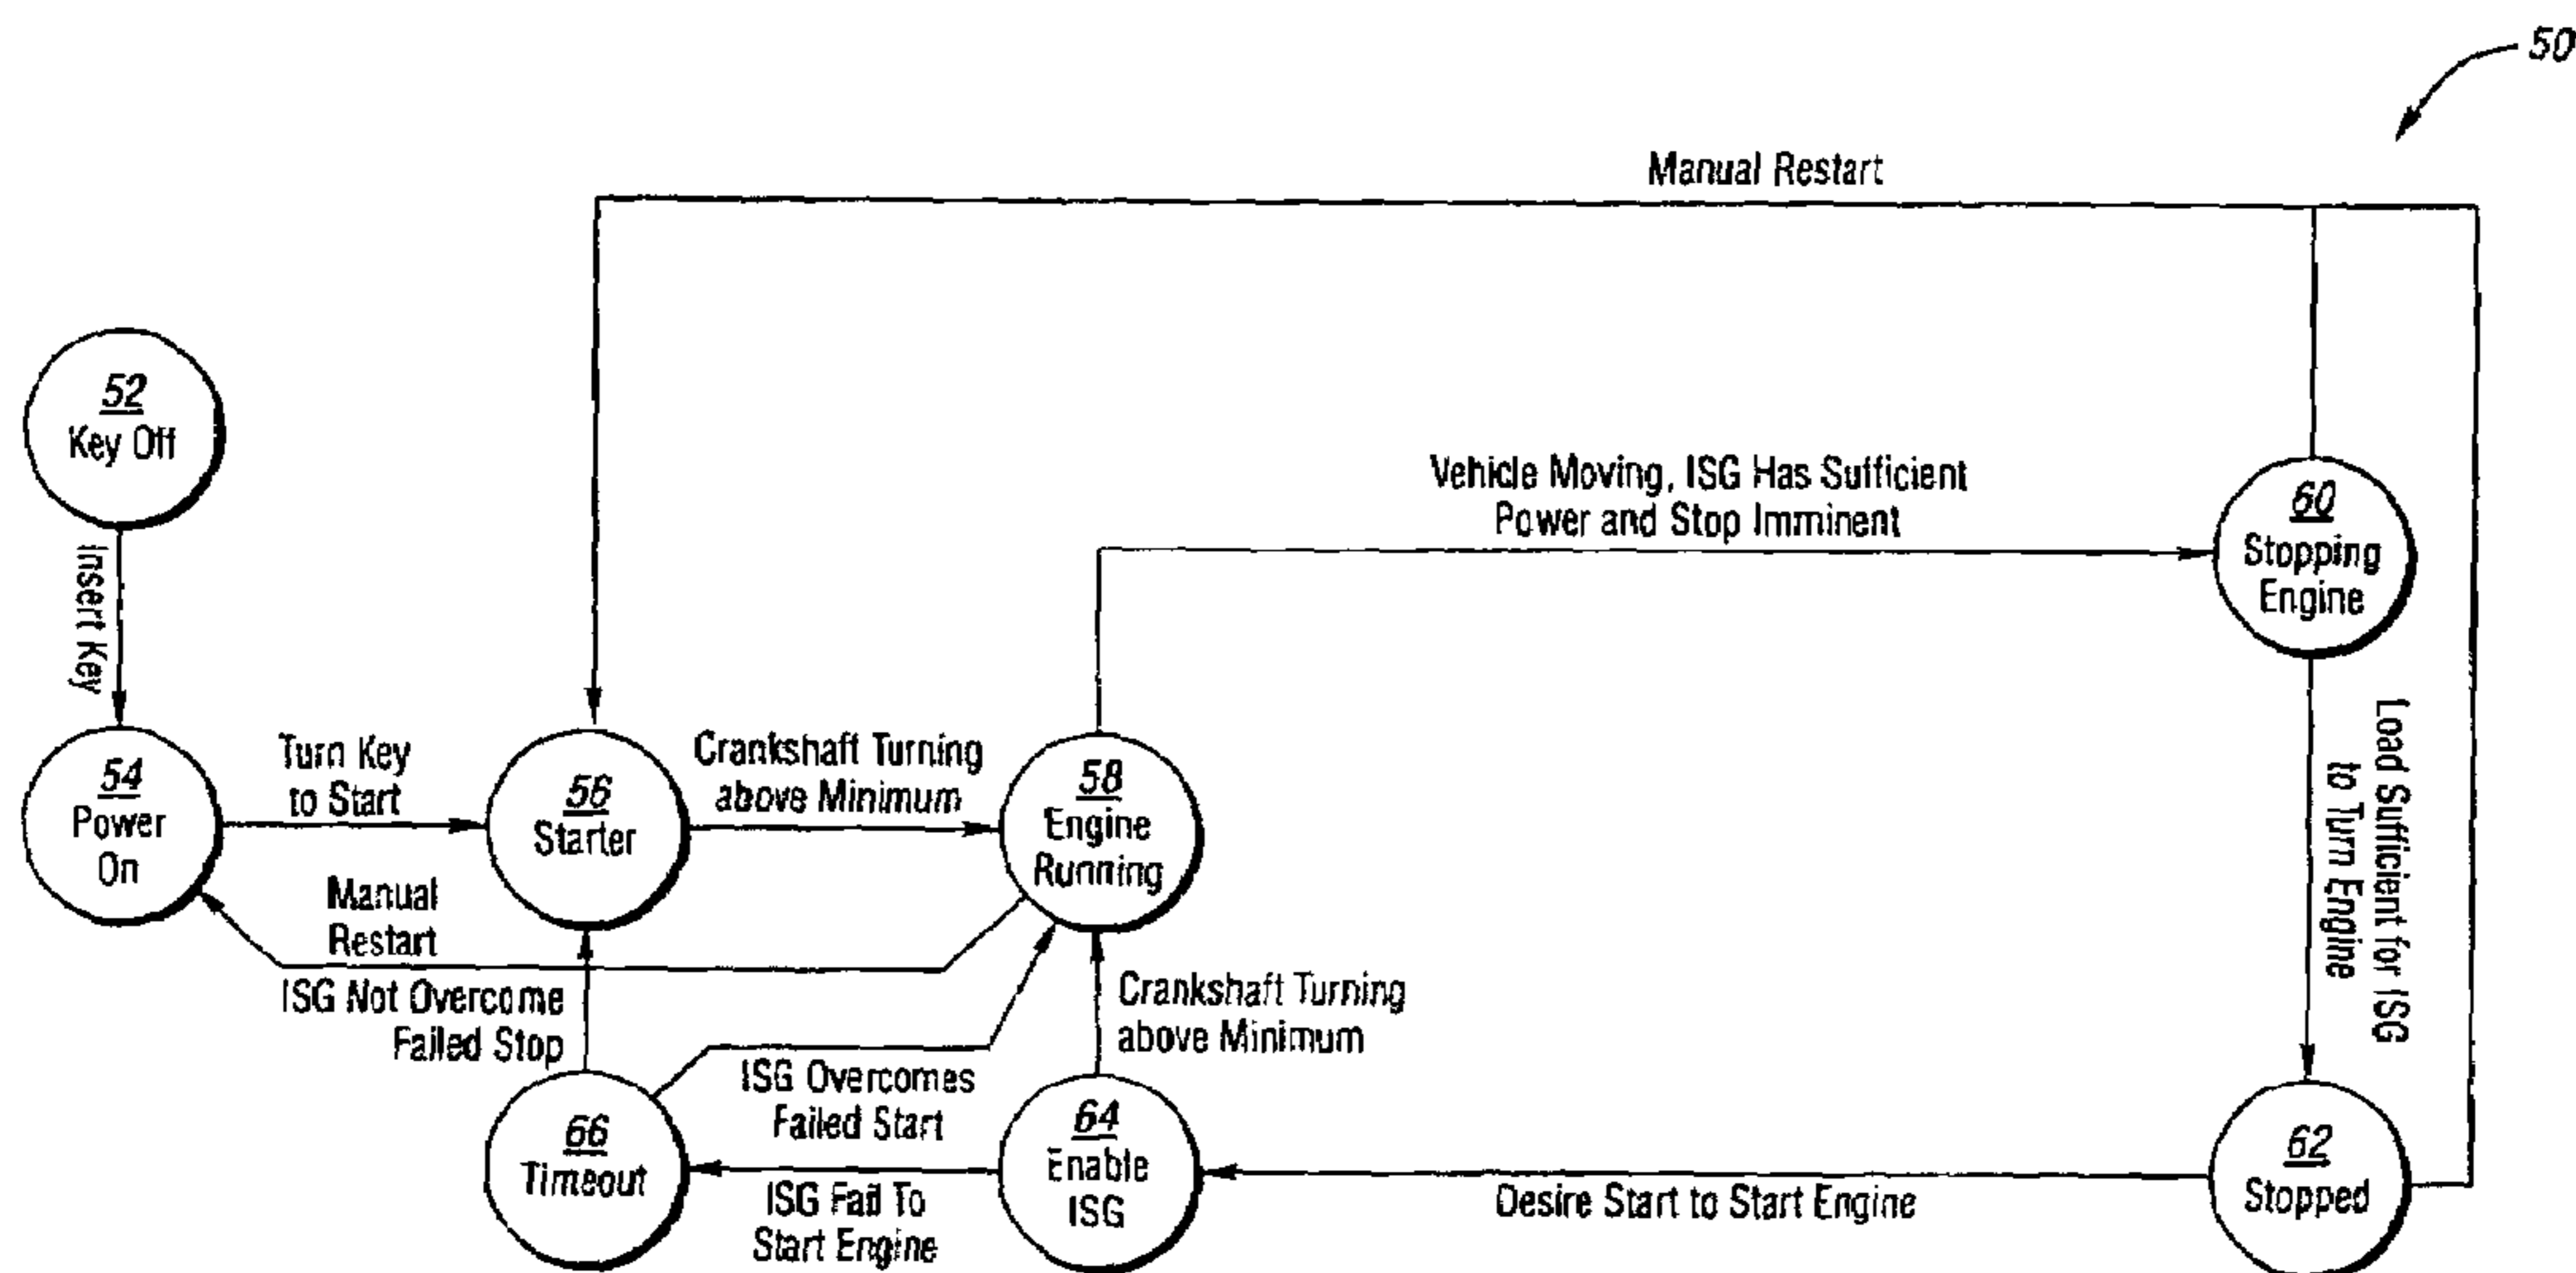 50
Manual Restart
52
Key Off
Insert Key
Vehicle Moving, ISG Has Sufficient
Power and Stop Imminent
60
Stopping
Engine
54
Power
On
Turn Key
to Start
56
Starter
Crankshaft Turning
above Minimum
58
Engine
Running
Load Sufficient for ISG
to Turn Engine
Manual
Restart
ISG Not Overcome
Failed Stop
Crankshaft Turning
above Minimum
ISG Overcomes
Failed Start
66
Timeout
ISG Fail To
Start Engine
64
Enable
ISG
Desire Start to Start Engine
62
Stopped